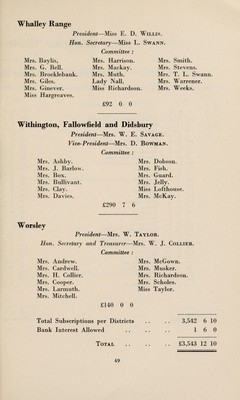 Whalley Range
President—Miss E. D. Willis.
Hon. Secretary—Miss L. Swann.
Committee:
Mrs. Baylis. Mrs. Harrison. Mrs. Smith.
Mrs. G. Bell. Mrs. Mackay. Mrs. Stevens.
Mrs. Brocklebank. Mrs. Muth. Mrs. T. L. Swann.
Mrs. Giles. Lady Nall. Mrs. Warrener.
Mrs. Ginever. Miss Richardson. Mrs. Weeks.
Miss Hargreaves.
£92 0 0
Withington, Fallowfield and Didsbury
President—Mrs. W. E. Savage.
Vice-President—Mrs. D. Bowman.
Committee:
Mrs. Ashby. Mrs. Dobson.
Mrs. J. Barlow. Mrs. Fish.
Mrs. Box. Mrs. Guard.
Mrs. Bullivant. Mrs. Jelly.
Mrs. Clay. Miss Lofthouse.
Mrs. Davies. Mrs. McKay.
£290 7 6
Worsley
President—Mrs. W. Taylor.
Hon. Secretary and Treasurer—Mrs. W. J. Collier.
Committee:
Mrs. Andrew. Mrs. McGown.
Mrs. Cardwell. Mrs. Musker.
Mrs. H. Collier. Mrs. Richardson.
Mrs. Cooper. Mrs. Scholes.
Mrs. Larmuth. Miss Taylor.
Mrs. Mitchell.
£140 0 0
Total Subscriptions per Districts .. .. 3,542 6 10
Bank Interest Allowed .. .. .. 1 6 0
Total .. .. £3,543 12 10
49